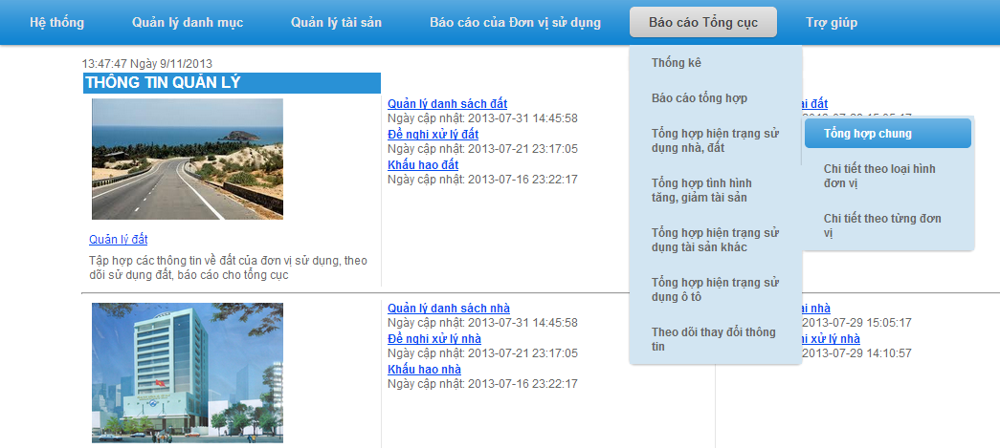 Hệ thống
Quản lý danh mục
Quản lý tài sản
Báo cáo của Đơn vị sử dụng
Báo cáo Tổng cục
Trợ giúp
13:47:47 Ngày 9/11/2013
THÔNG TIN QUẢN LÝ
Quản lý đất
Tập hợp các thông tin về đất của đơn vị sử dụng, theo
dõi sử dụng đất, báo cáo cho tổng cục
Quản lý danh sách đất
Ngày cập nhật: 2013-07-31 14:45:58
Đề nghị xử lý đất
Ngày cập nhật: 2013-07-21 23:17:05
Khấu hao đất
Ngày cập nhật: 2013-07-16 23:22:17
Thống kê
Báo cáo tổng hợp
Tổng hợp hiện trạng sử
dụng nhà, đất
Tổng hợp tình hình
tăng, giảm tài sản
Tổng hợp hiện trạng sử
dụng tài sản khác
Tổng hợp hiện trạng sử
dụng ô tô
Theo dõi thay đổi thông
tin
đất
Tổng hợp chung
Chi tiết theo loại hình
đơn vị
Chi tiết theo từng đơn
vị
Quản lý danh sách nhà
Ngày cập nhật: 2013-07-31 14:45:58
Đề nghị xử lý nhà
Ngày cập nhật: 2013-07-21 23:17:05
Khấu hao nhà
Ngày cập nhật: 2013-07-16 23:22:17
nhà
2013-07-29 15:05:17
xử lý nhà
2013-07-29 14:10:57